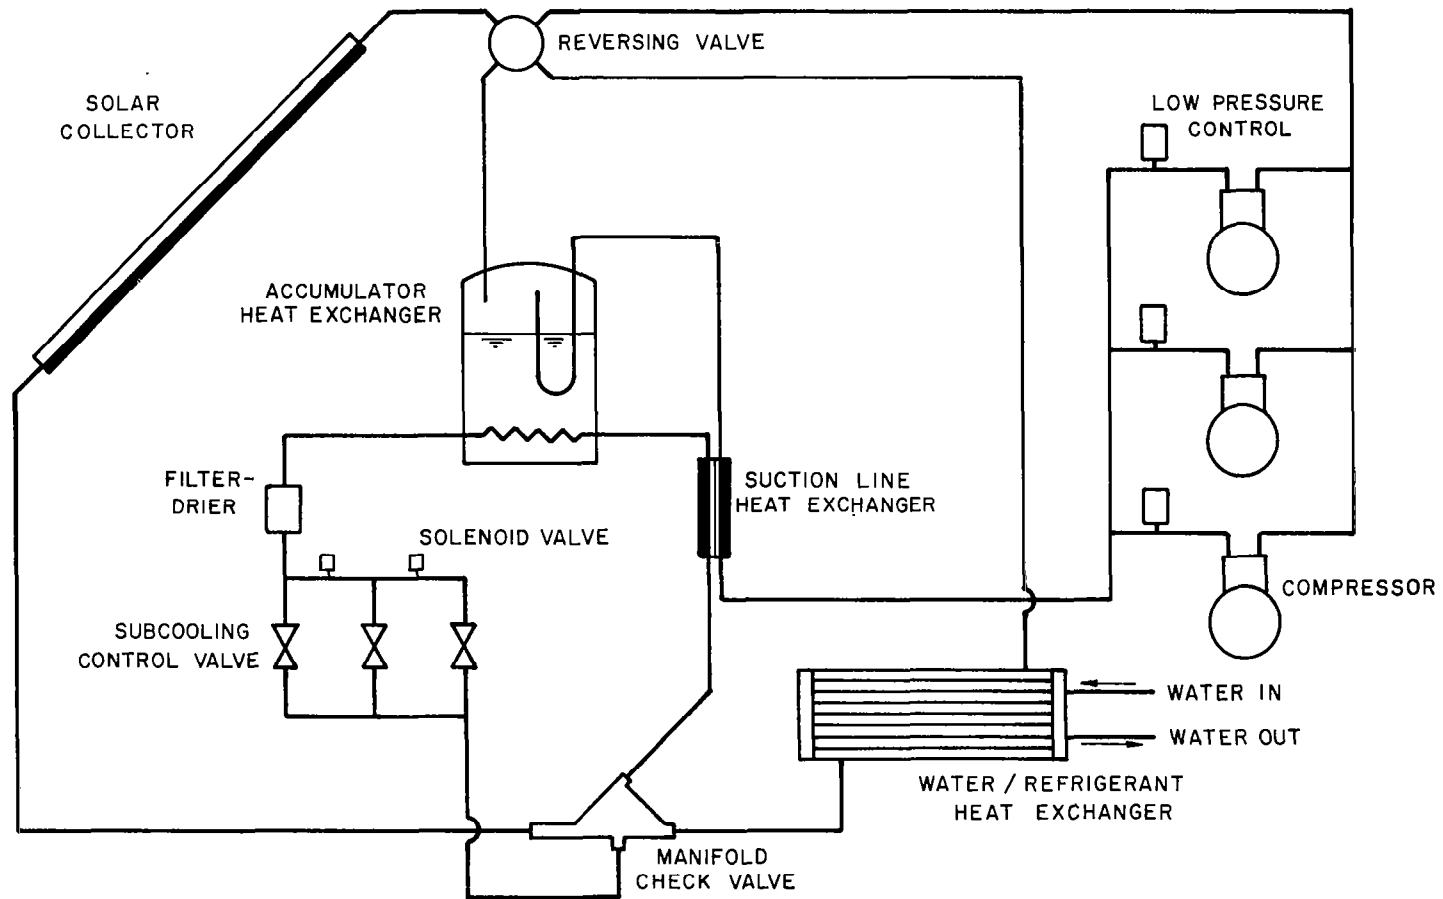 REVERSING VALVE
SOLAR
COLLECTOR
LOW PRESSURE
CONTROL
ACCUMULATOR
HEAT EXCHANGER
FILTER-
DRIER
SUCTION LINE
HEAT EXCHANGER
SOLENOID VALVE
COMPRESSOR
SUBCOOLING
CONTROL VALVE
WATER IN
WATER OUT
WATER / REFRIGERANT
HEAT EXCHANGER
MANIFOLD
CHECK VALVE